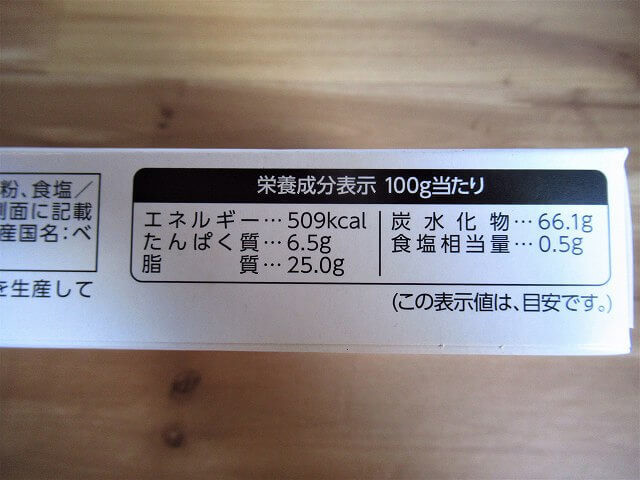 粉、食塩／
側面に記載
産国名：ベ
を生産して
栄養成分表示 100g当たり
エネルギー…509kcal
たんぱく質…6.5g
脂質…25.0g
炭水化物…66.1g
食塩相当量…0.5g
(この表示値は、目安です。)